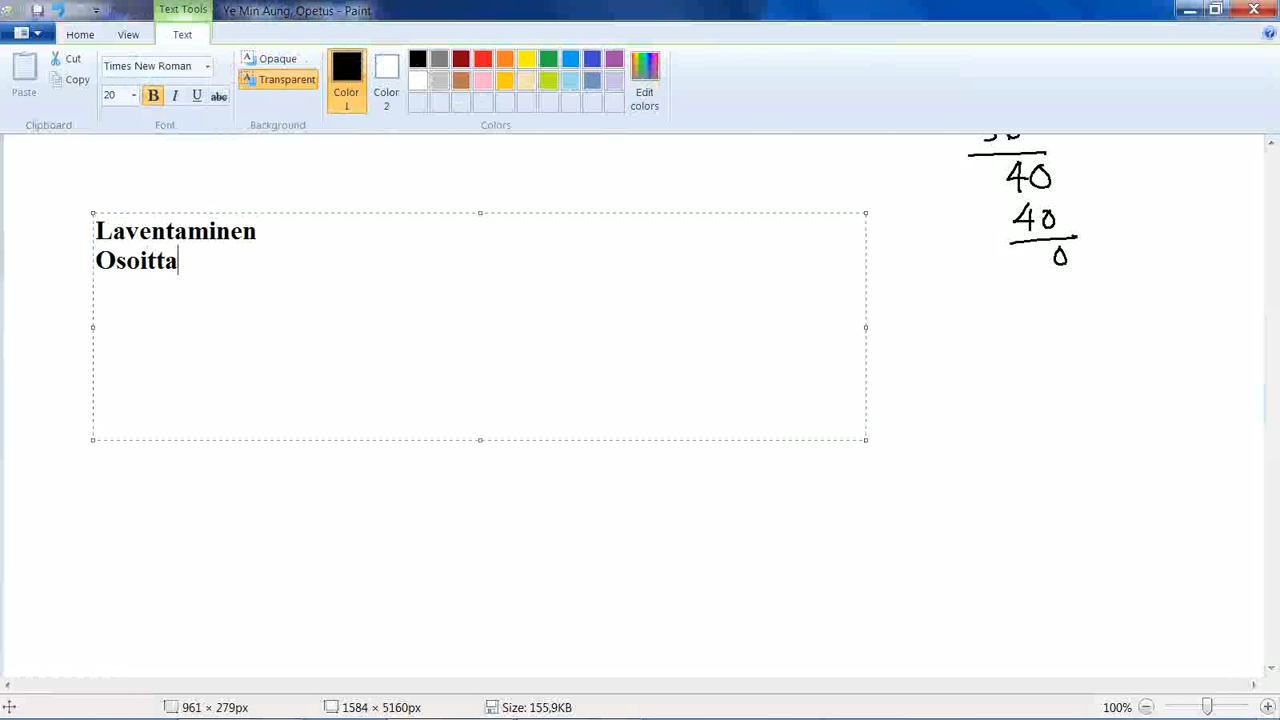 Text Tools
Ye Min Aung, Opetus - Paint
Home View Text
Paste
Cut
Copy
Clipboard
Times New Roman
20 B I U abc
Font
Opaque
Transparent
Background
Color 1
Color 2
Edit colors
Colors
40
40
0
Laventaminen
Osoitta
961 × 279px
1584 × 5160px
Size: 155,9KB
100%